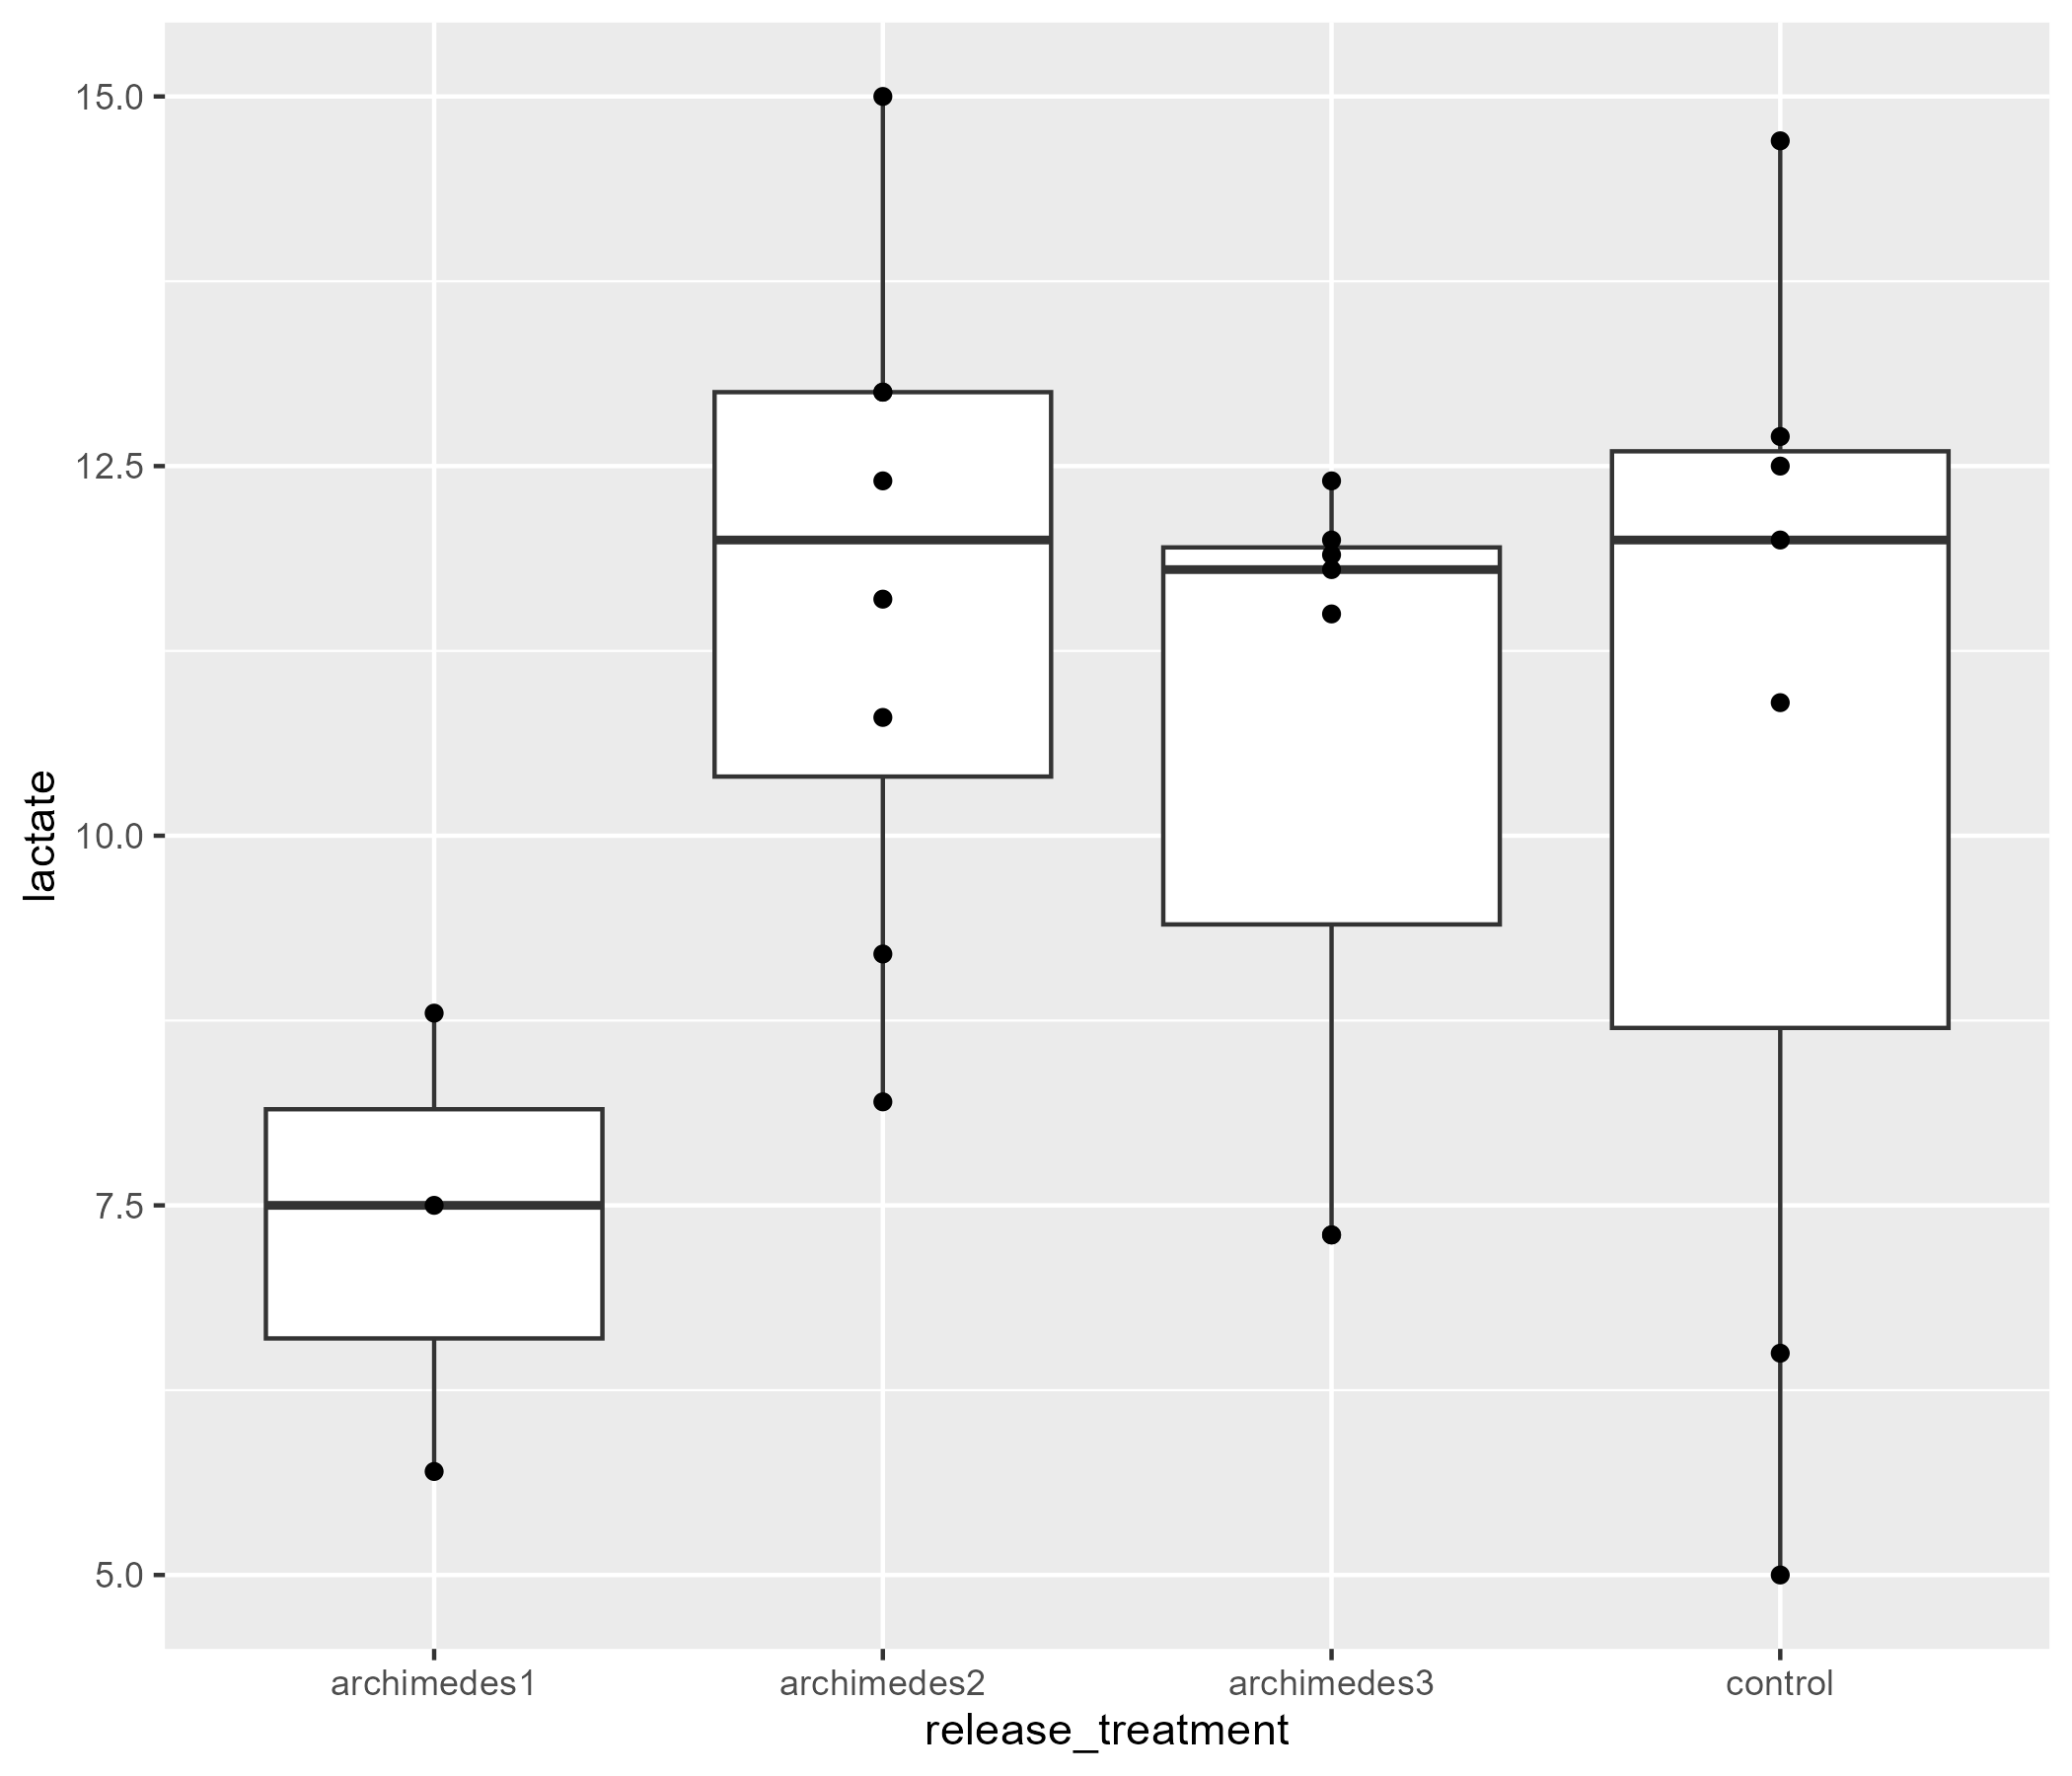 15.0
12.5
10.0
7.5
5.0
lactate
archimedes1 archimedes2 archimedes3 control
release_treatment